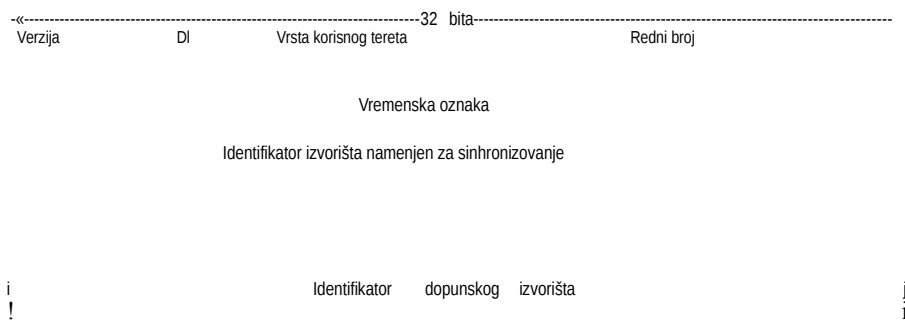 -«--------------------------------------------------------------------------32 bita---------------------------------------------------------------------------
Verzija Dl Vrsta korisnog tereta Redni broj
Vremenska oznaka
Identifikator izvorišta namenjen za sinhronizovanje
i Identifikator dopunskog izvorišta j
! i